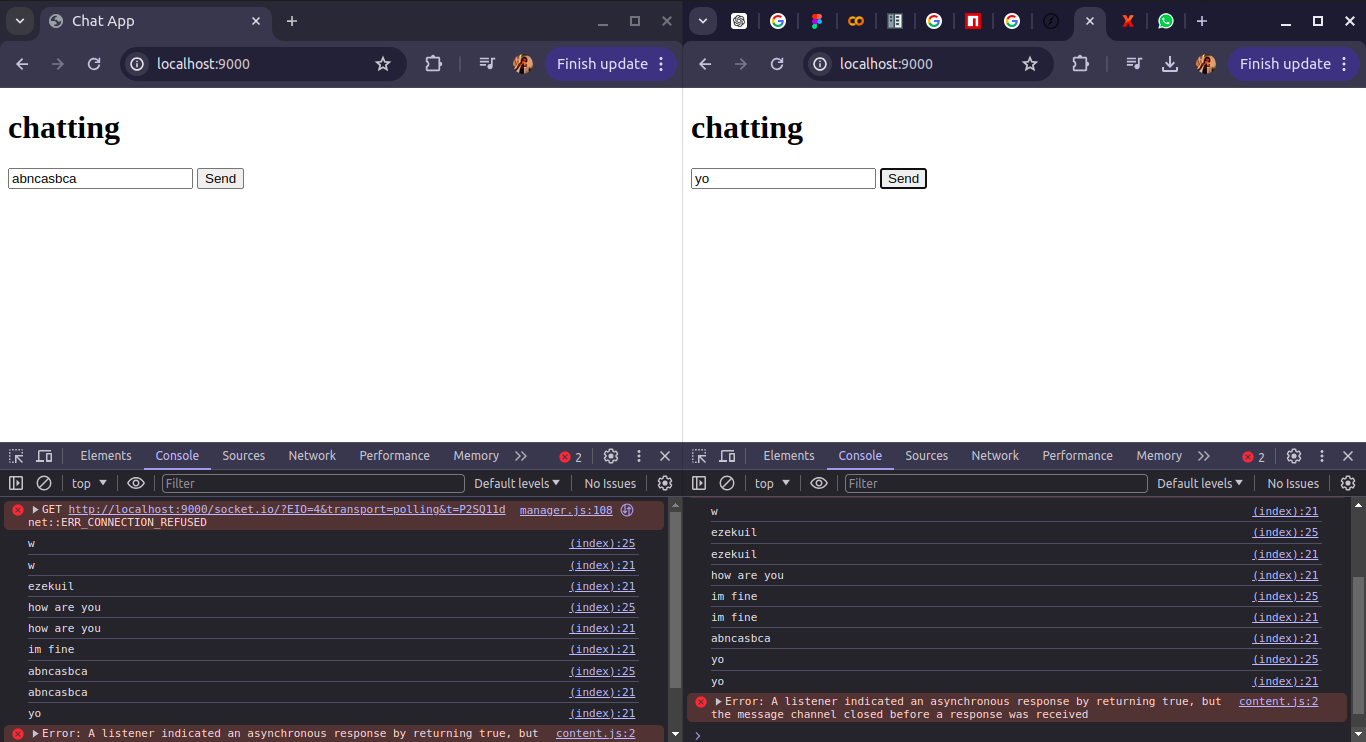 Chat App
localhost:9000
Finish update
localhost:9000
Finish update
chatting
abncasbca Send
chatting
yo Send
Elements Console Sources Network Performance Memory 2
top Filter Default levels No Issues
GET http://localhost:9000/socket.io/?EIO=4&transport=polling&t=P2SQ11d manager.js:108
net::ERR_CONNECTION_REFUSED
w (index):25
w (index):21
ezekuil (index):21
how are you (index):25
how are you (index):21
im fine (index):21
abncasbca (index):25
abncasbca (index):21
yo (index):21
Error: A listener indicated an asynchronous response by returning true, but content.js:2
Elements Console Sources Network Performance Memory 2
top Filter Default levels No Issues
w (index):21
ezekuil (index):25
ezekuil (index):21
how are you (index):21
im fine (index):25
im fine (index):21
abncasbca (index):21
yo (index):25
yo (index):21
Error: A listener indicated an asynchronous response by returning true, but content.js:2
the message channel closed before a response was received